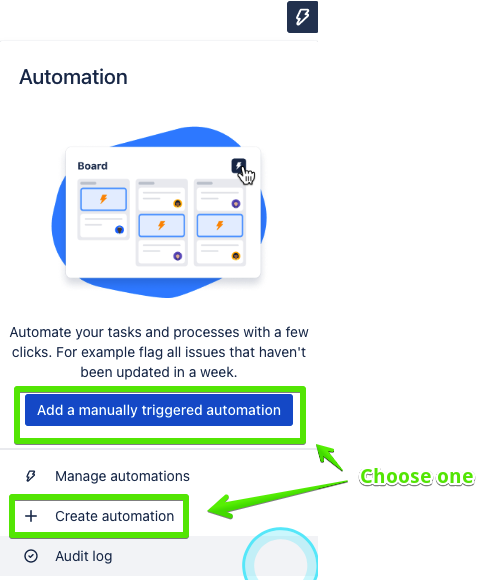 Automation
Board
Automate your tasks and processes with a few
clicks. For example flag all issues that haven't
been updated in a week.
Add a manually triggered automation
Manage automations
Choose one
Create automation
Audit log